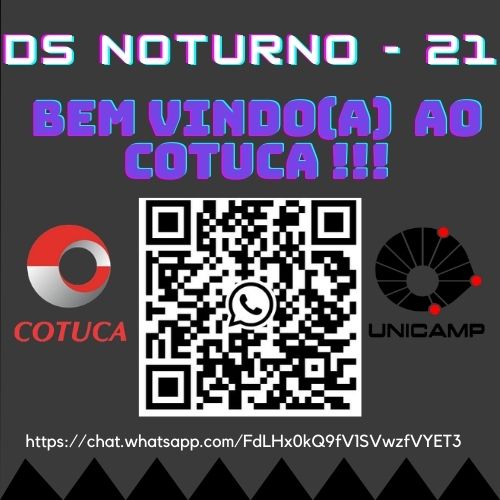 DS NOTURNO - 21
BEM VINDO(A) AO
COTUCA !!!
COTUCA
UNICAMP
https://chat.whatsapp.com/FdLHx0kQ9fV1SVwzfVYET3